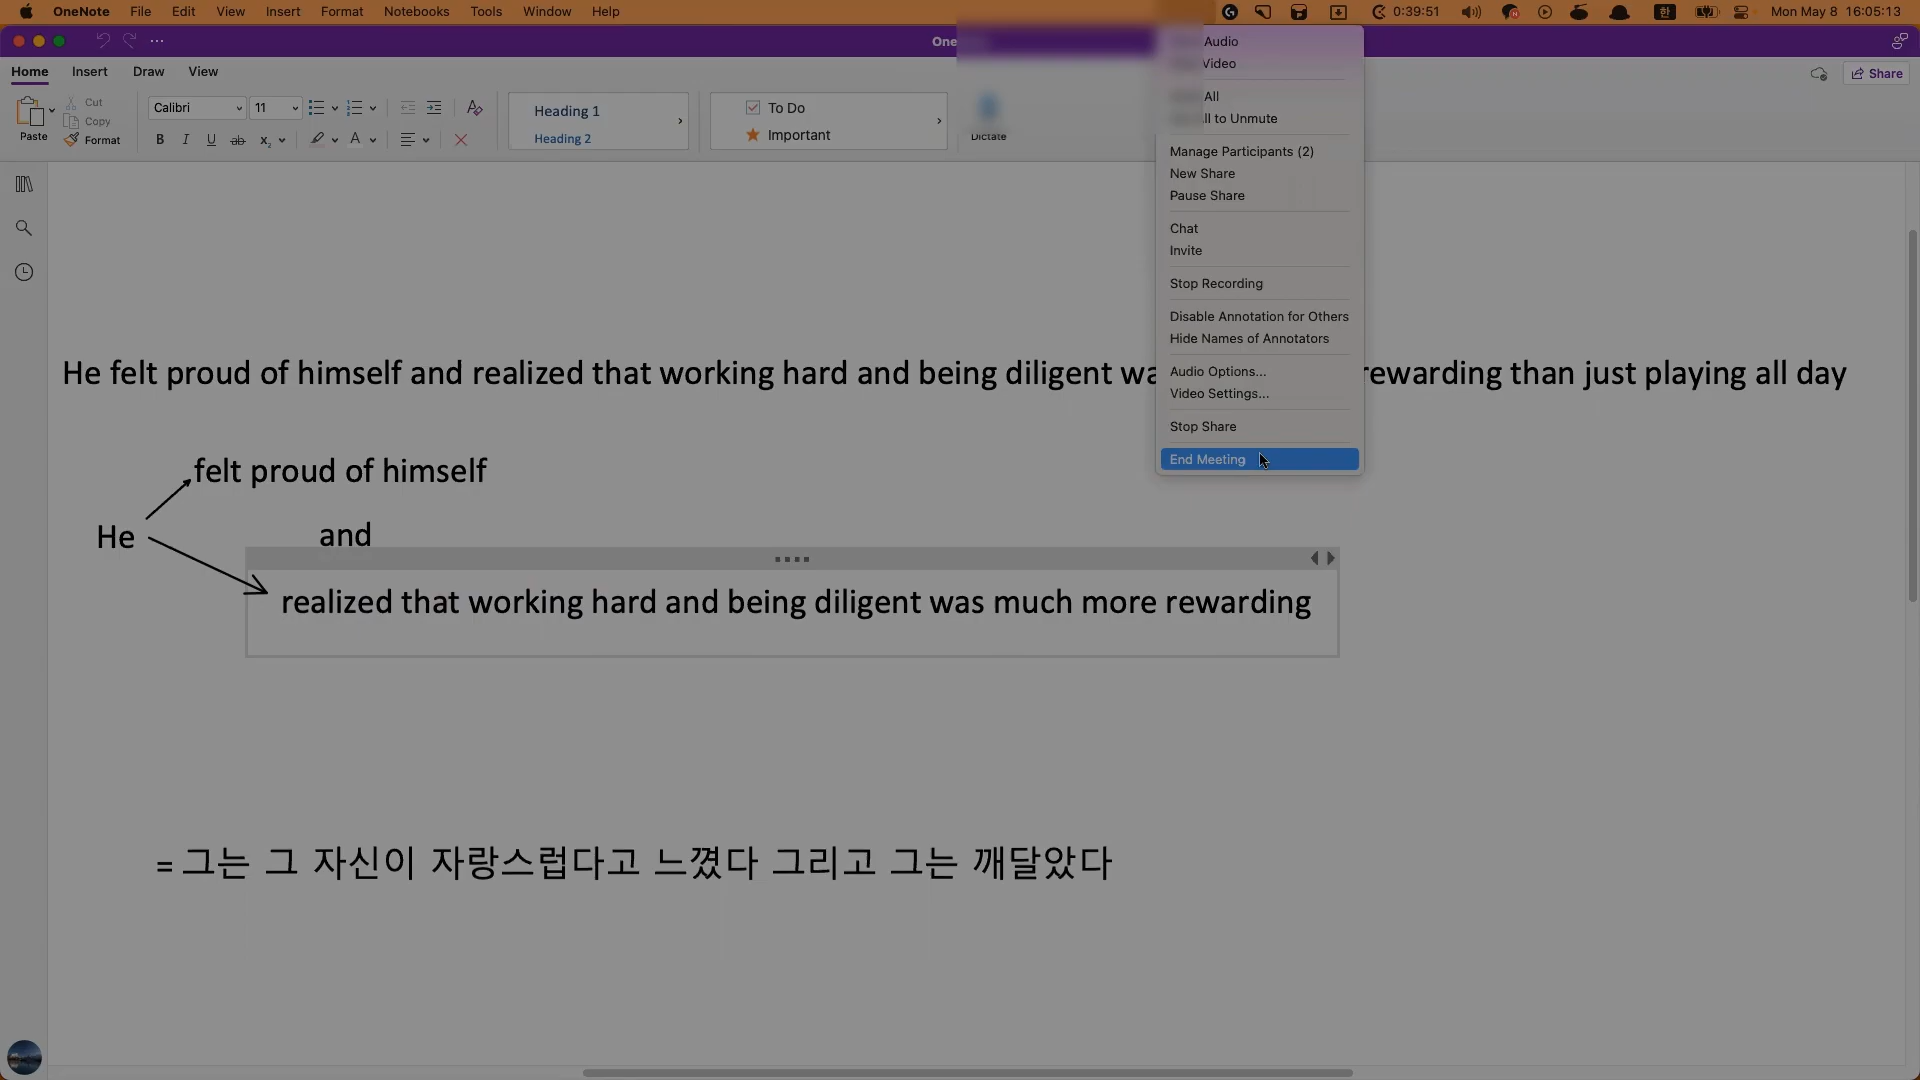 OneNote File Edit View Insert Format Notebooks Tools Window Help 0:39:51 한 Mon May 8 16:05:13
Home Insert Draw View Share
Paste Cut Copy Format
Calibri 11
B I U ab x₂ A
Heading 1
Heading 2
To Do
Important
Dictate
Audio
Video
All
to Unmute
Manage Participants (2)
New Share
Pause Share
Chat
Invite
Stop Recording
Disable Annotation for Others
Hide Names of Annotators
Audio Options...
Video Settings...
Stop Share
End Meeting
He felt proud of himself and realized that working hard and being diligent rewarding than just playing all day
felt proud of himself
He
and
realized that working hard and being diligent was much more rewarding
= 그는 그 자신이 자랑스럽다고 느꼈다 그리고 그는 깨달았다